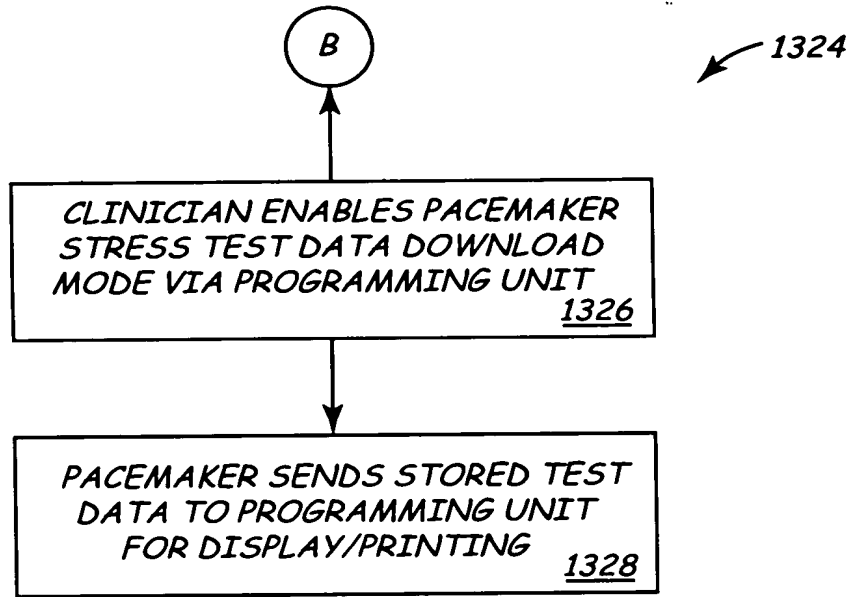 B
1324
CLINICIAN ENABLES PACEMAKER
STRESS TEST DATA DOWNLOAD
MODE VIA PROGRAMMING UNIT
1326
PACEMAKER SENDS STORED TEST
DATA TO PROGRAMMING UNIT
FOR DISPLAY/PRINTING
1328